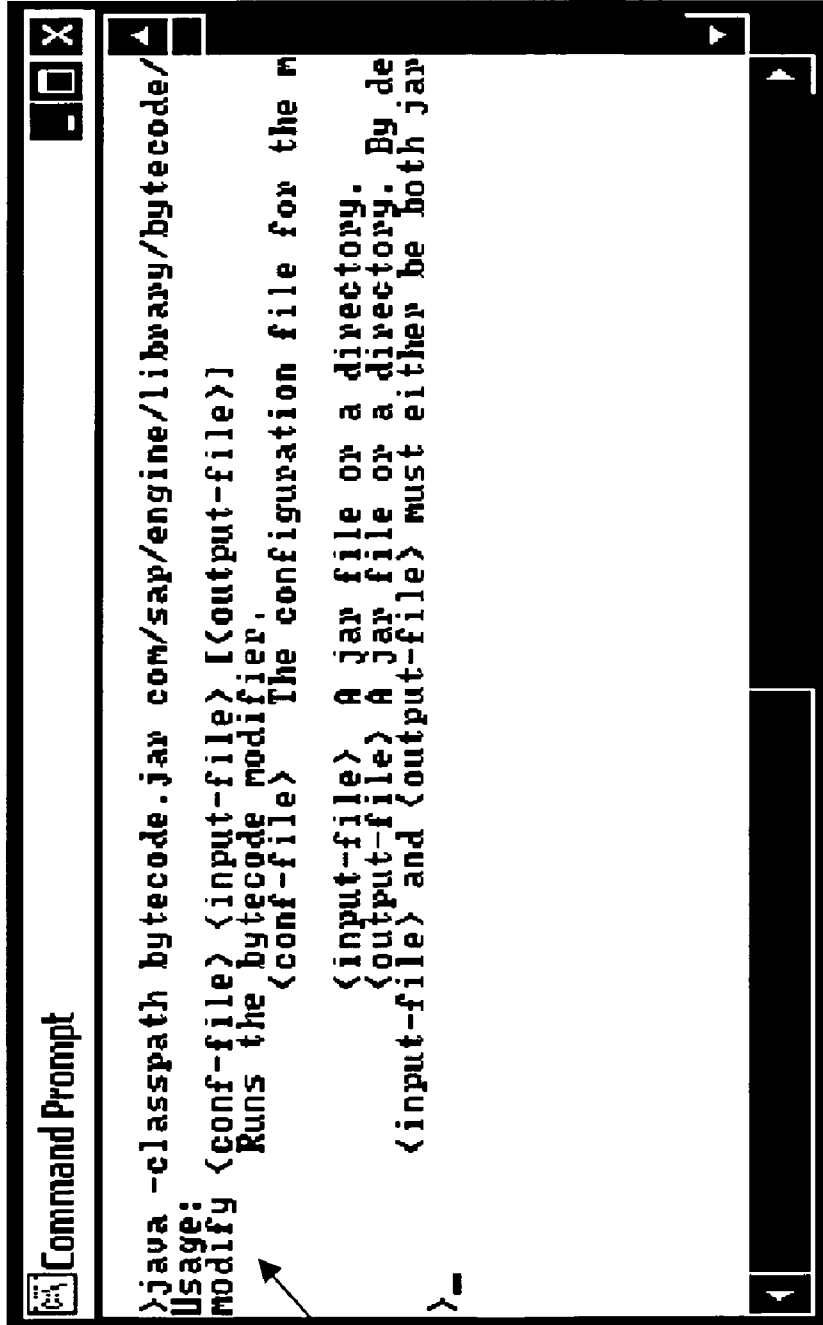 Command Prompt
>java -classpath bytecode.jar com/sap/engine/library/bytecode/
Usage:
Modify <conf-file> <input-file> [<output-file>]
Runs the bytecode modifier.
<conf-file> The configuration file for the m
<input-file> A jar file or a directory.
<output-file> A jar file or a directory. By de
<input-file> and <output-file> must either be both jar
>_